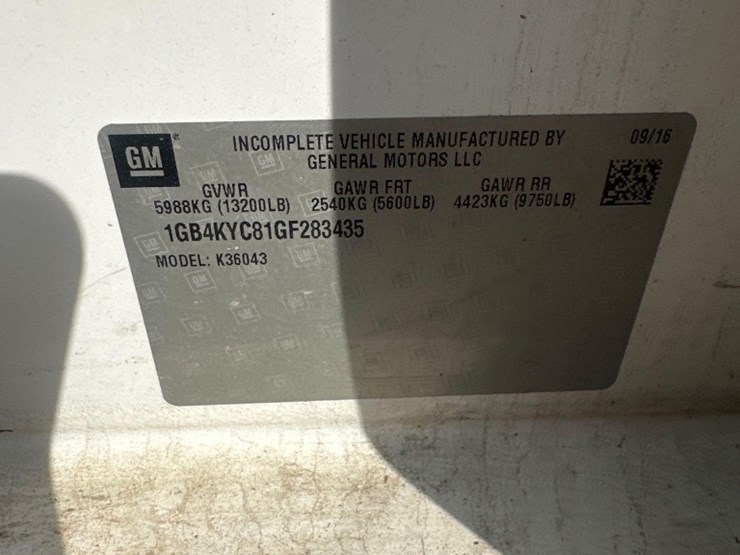 GM
INCOMPLETE VEHICLE MANUFACTURED BY 09/16
GENERAL MOTORS LLC
GVWR GAWR FRT GAWR RR
5988KG (13200LB) 2540KG (5600LB) 4423KG (9750LB)
1GB4KYC81GF283435
MODEL: K36043